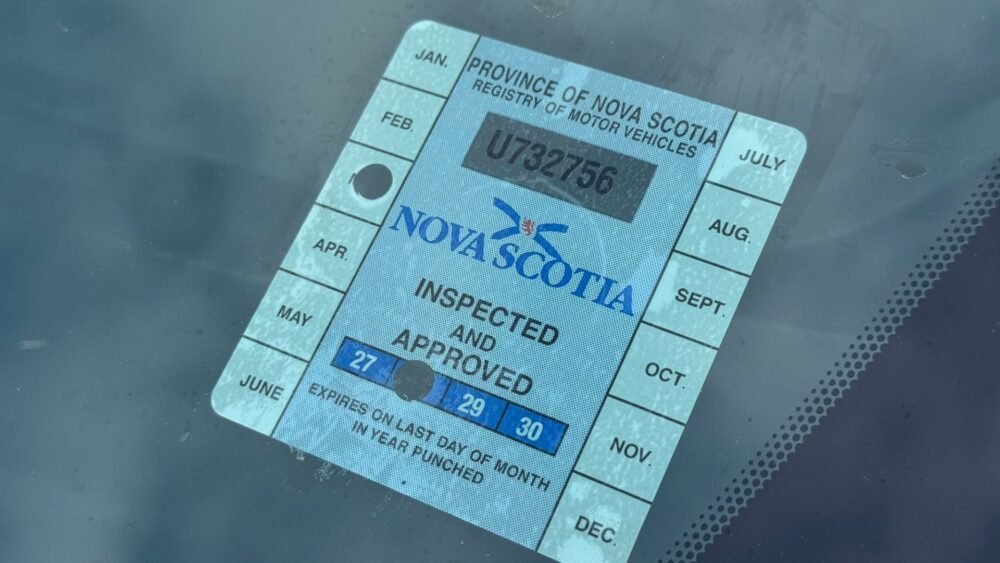 JAN.
FEB.
APR.
MAY
JUNE
PROVINCE OF NOVA SCOTIA
REGISTRY OF MOTOR VEHICLES
U732756
NOVA SCOTIA
INSPECTED
AND
APPROVED
27 29 30
EXPIRES ON LAST DAY OF MONTH
IN YEAR PUNCHED
JULY
AUG.
SEPT.
OCT.
NOV.
DEC.